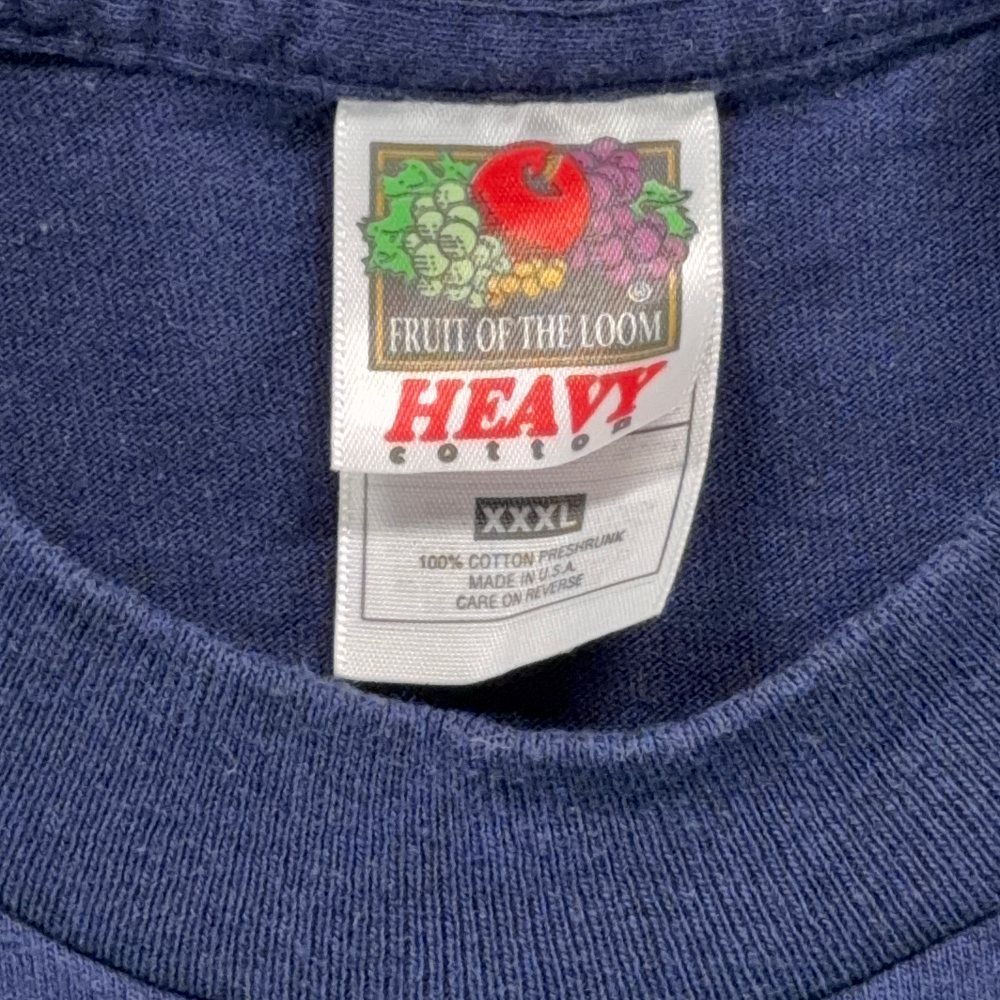 FRUIT OF THE LOOM
HEAVY
cotton
XXXL
100% COTTON PRESHRUNK
MADE IN U.S.A.
CARE ON REVERSE